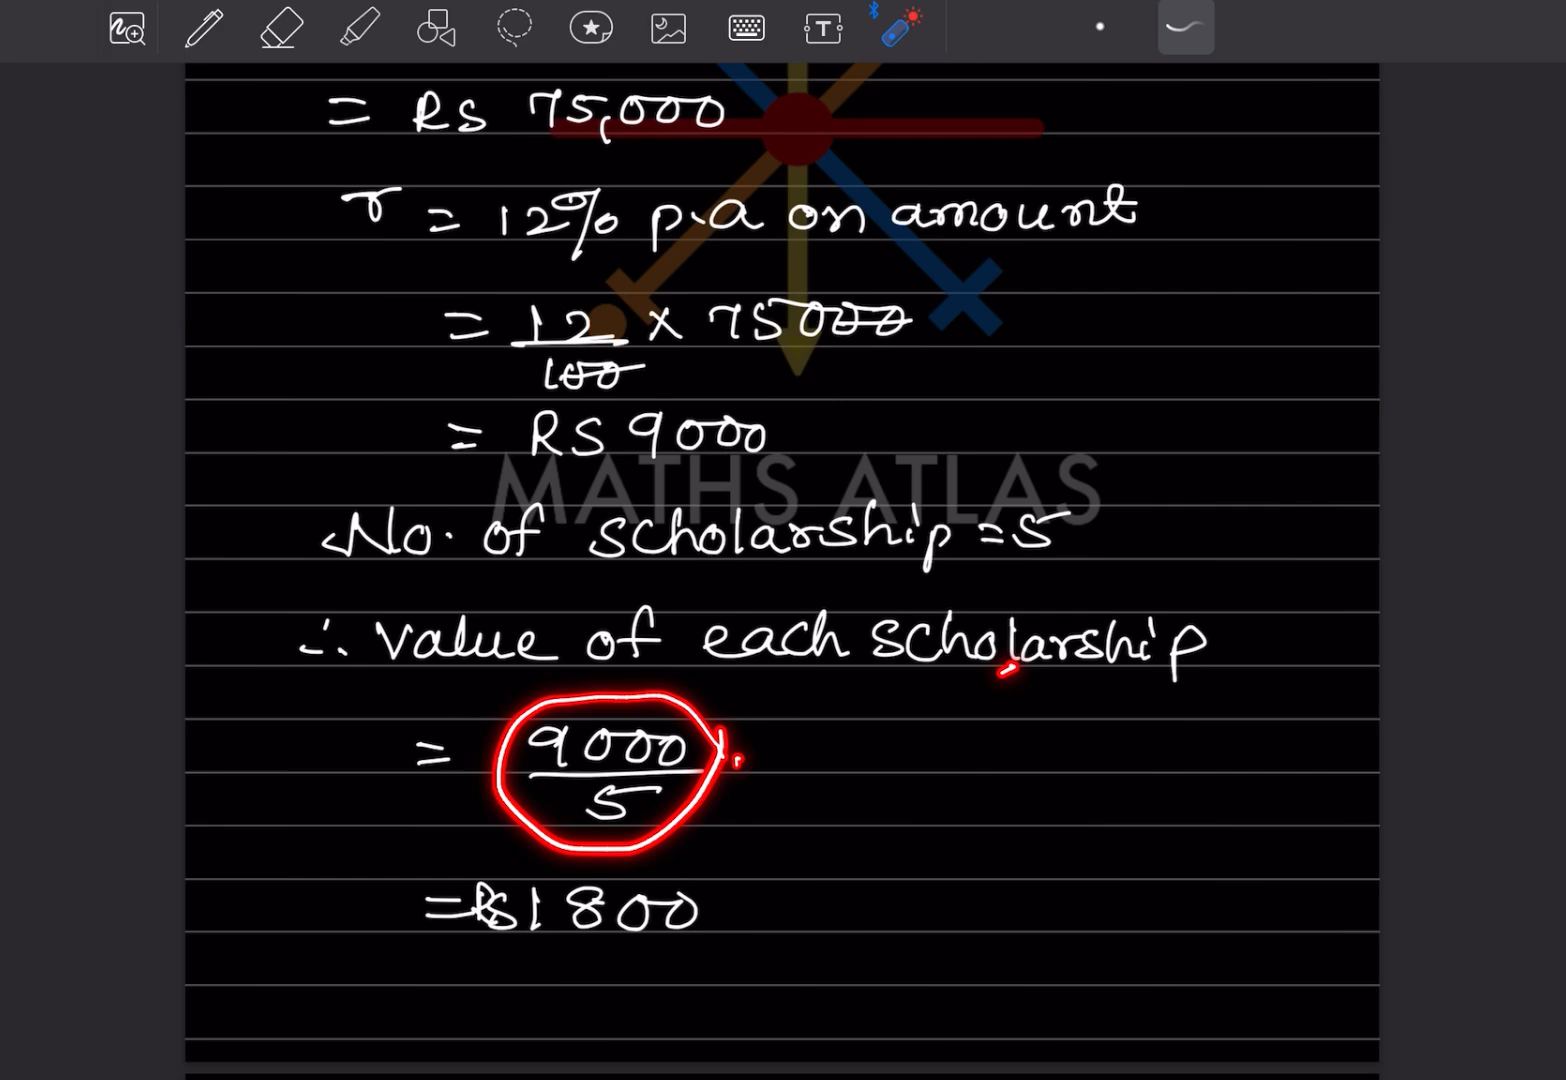 = Rs 75,000
r = 12% p.a on amount
= 12/100 × 75000
= RS 9000
MATHS ATLAS
No. of scholarship = 5
∴ value of each scholarship
= 9000/5
= Rs 1800